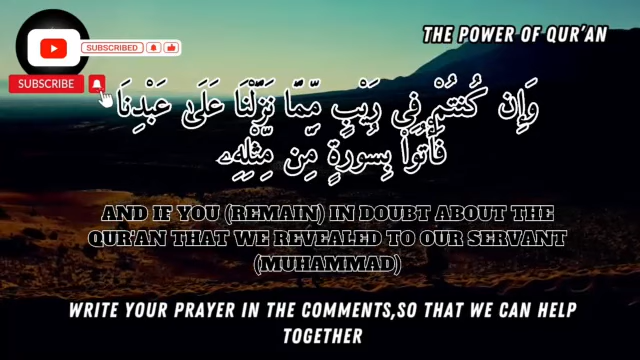 THE POWER OF QUR'AN
SUBSCRIBED
SUBSCRIBE
وَإِن كُنتُمْ فِي رَيْبٍ مِّمَّا نَزَّلْنَا عَلَىٰ عَبْدِنَا
فَأْتُوا۟ بِسُورَةٍ مِّن مِّثْلِهِۦ
AND IF YOU (REMAIN) IN DOUBT ABOUT THE
QUR'AN THAT WE REVEALED TO OUR SERVANT
(MUHAMMAD)
WRITE YOUR PRAYER IN THE COMMENTS,SO THAT WE CAN HELP
TOGETHER